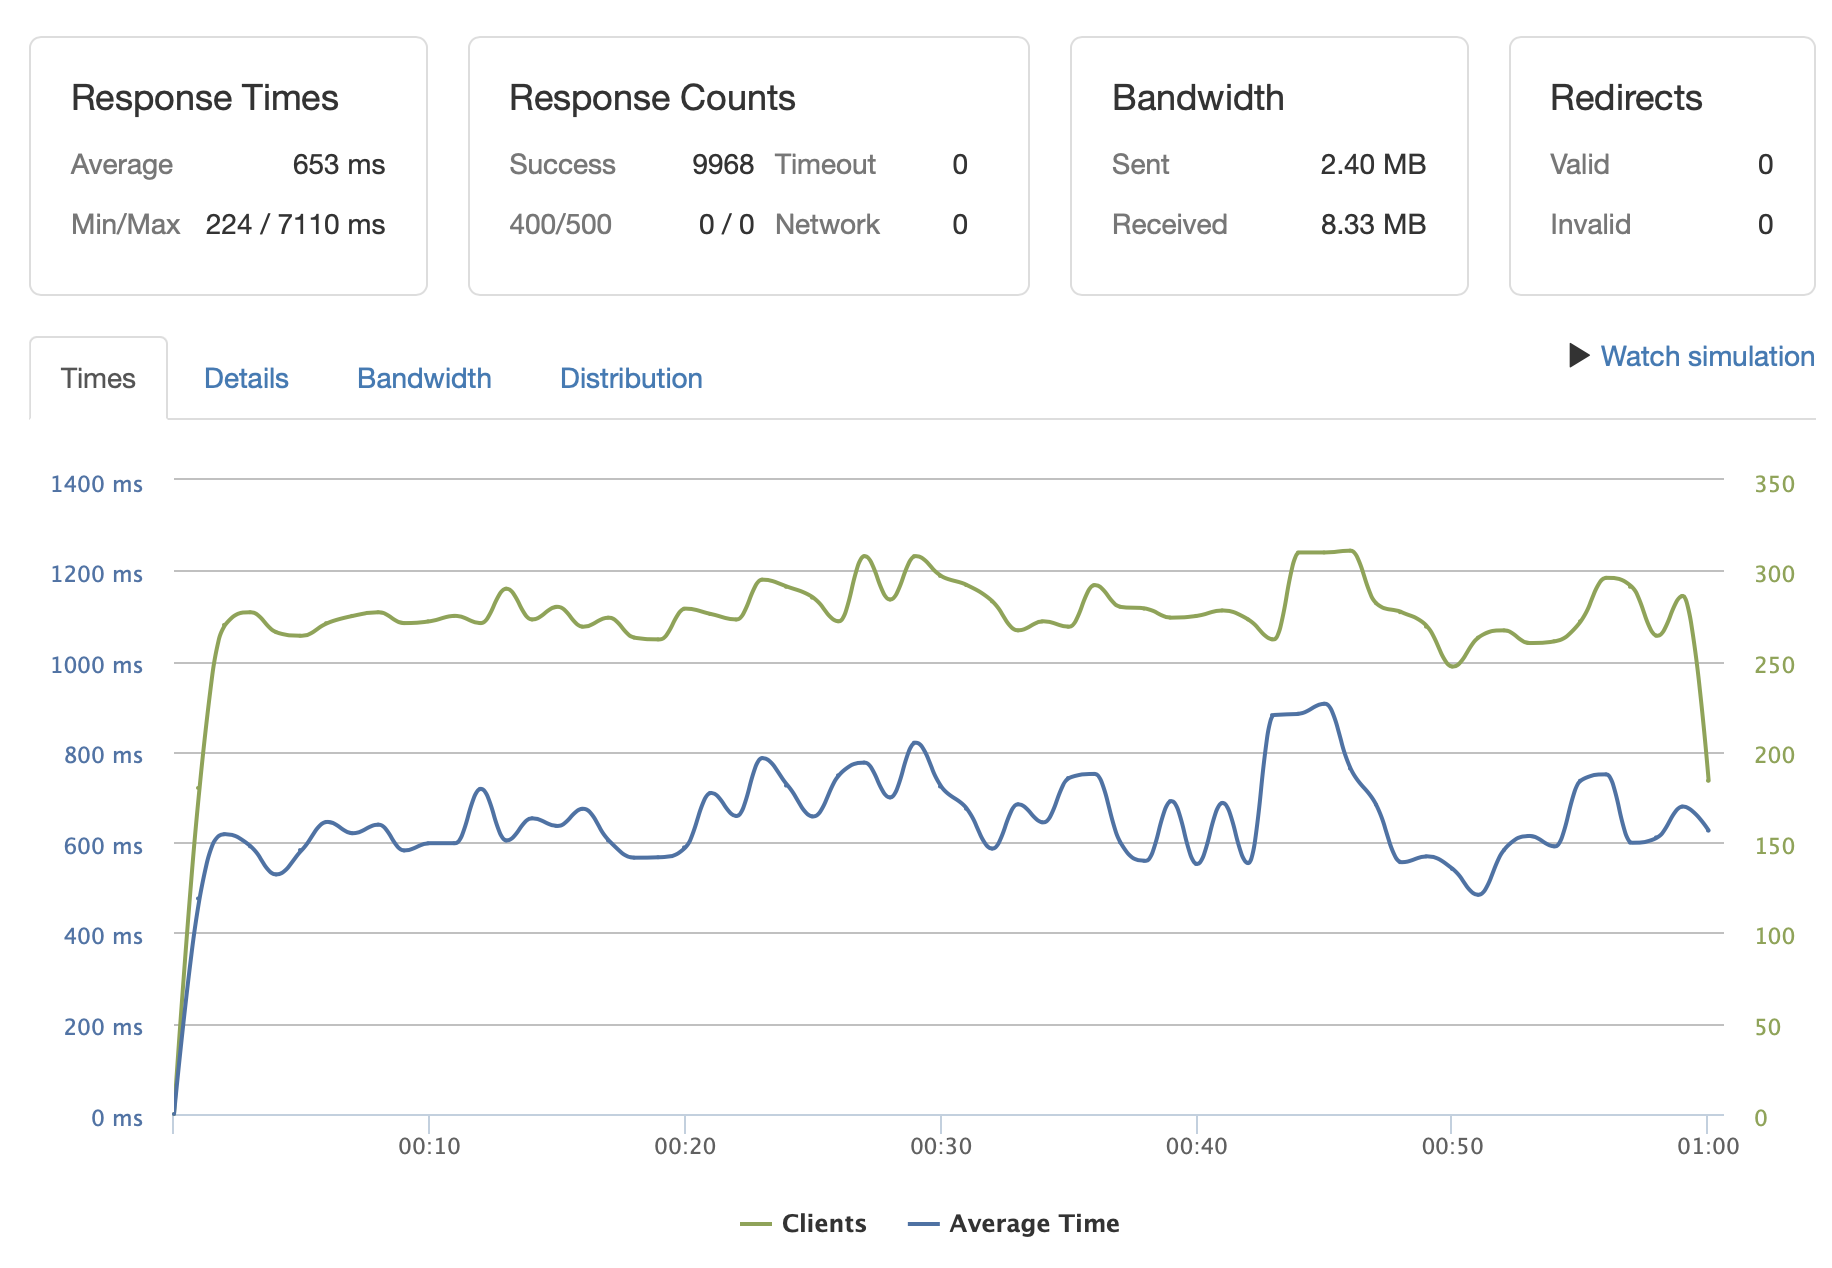 Response Times
Average 653 ms
Min/Max 224 / 7110 ms
Response Counts
Success 9968 Timeout 0
400/500 0 / 0 Network 0
Bandwidth
Sent 2.40 MB
Received 8.33 MB
Redirects
Valid 0
Invalid 0
Times Details Bandwidth Distribution
Watch simulation
1400 ms 350
1200 ms 300
1000 ms 250
800 ms 200
600 ms 150
400 ms 100
200 ms 50
0 ms 0
00:10 00:20 00:30 00:40 00:50 01:00
Clients Average Time